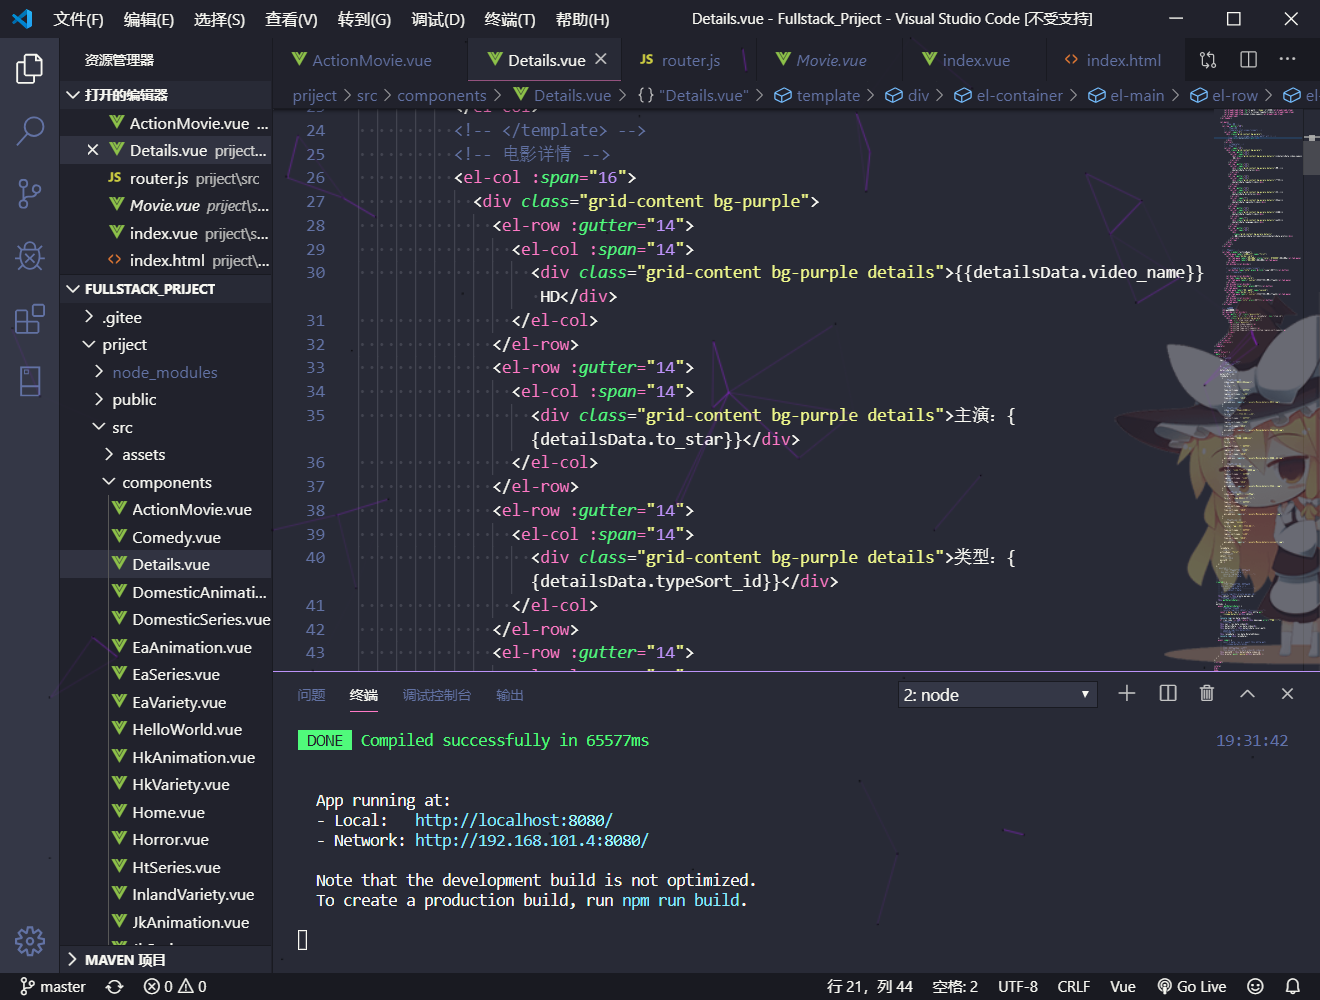 文件(F) 编辑(E) 选择(S) 查看(V) 转到(G) 调试(D) 终端(T) 帮助(H) Details.vue - Fullstack_Priject - Visual Studio Code [不受支持]
资源管理器
打开的编辑器
ActionMovie.vue ...
Details.vue priject...
router.js priject\src
Movie.vue priject\s...
index.vue priject\s...
index.html priject\...
FULLSTACK_PRIJECT
.gitee
priject
node_modules
public
src
assets
components
ActionMovie.vue
Comedy.vue
Details.vue
DomesticAnimati...
DomesticSeries.vue
EaAnimation.vue
EaSeries.vue
EaVariety.vue
HelloWorld.vue
HkAnimation.vue
HkVariety.vue
Home.vue
Horror.vue
HtSeries.vue
InlandVariety.vue
JkAnimation.vue
MAVEN 项目
ActionMovie.vue Details.vue JS router.js Movie.vue index.vue index.html
priject > src > components > Details.vue > {} "Details.vue" > template > div > el-container > el-main > el-row > el
24 <!-- </template> -->
25 <!-- 电影详情 -->
26 <el-col :span="16">
27 <div class="grid-content bg-purple">
28 <el-row :gutter="14">
29 <el-col :span="14">
30 <div class="grid-content bg-purple details">{{detailsData.video_name}}
HD</div>
31 </el-col>
32 </el-row>
33 <el-row :gutter="14">
34 <el-col :span="14">
35 <div class="grid-content bg-purple details">主演：{
{detailsData.to_star}}</div>
36 </el-col>
37 </el-row>
38 <el-row :gutter="14">
39 <el-col :span="14">
40 <div class="grid-content bg-purple details">类型：{
{detailsData.typeSort_id}}</div>
41 </el-col>
42 </el-row>
43 <el-row :gutter="14">
问题 终端 调试控制台 输出 2: node
DONE Compiled successfully in 65577ms 19:31:42
App running at:
- Local: http://localhost:8080/
- Network: http://192.168.101.4:8080/
Note that the development build is not optimized.
To create a production build, run npm run build.
master 0 0 行 21，列 44 空格: 2 UTF-8 CRLF Vue Go Live